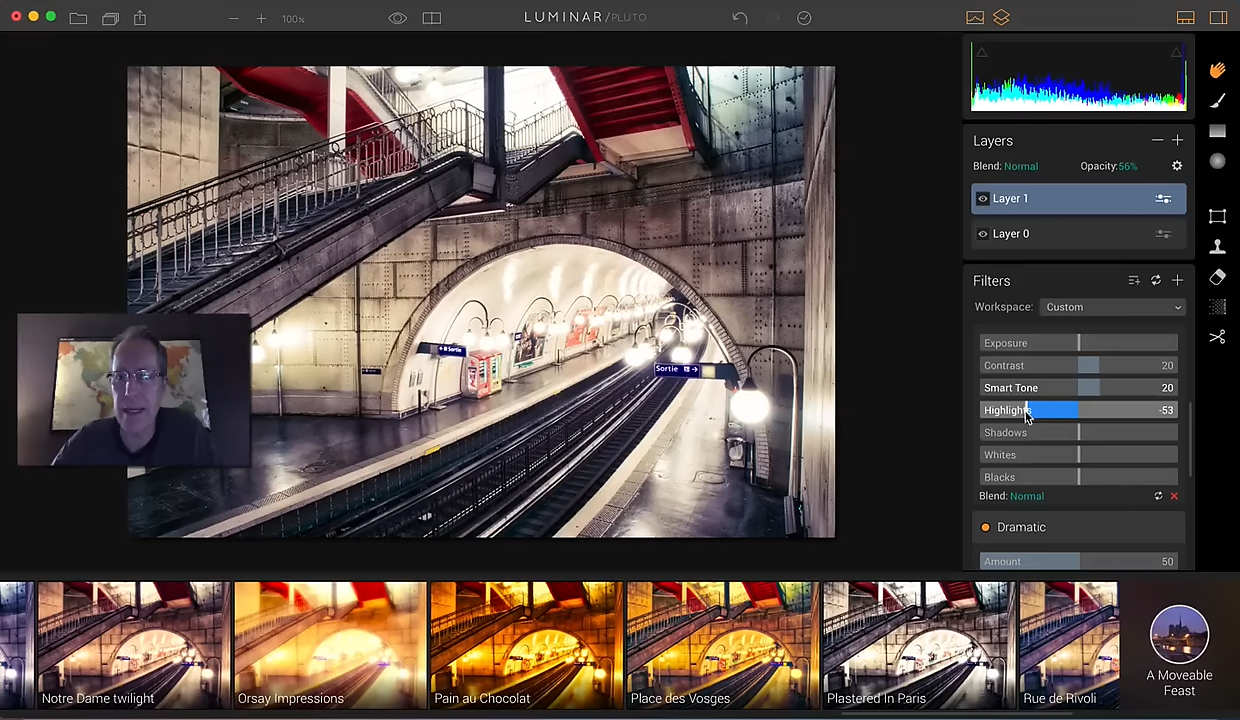 100%
LUMINAR/PLUTO
Layers
Blend: Normal
Opacity:56%
Layer 1
Layer 0
Filters
Workspace: Custom
Exposure
Contrast 20
Smart Tone 20
Highlights -53
Shadows
Whites
Blacks
Blend: Normal
Dramatic
Amount 50
Sortie
Sortie
Notre Dame twilight
Orsay Impressions
Pain au Chocolat
Place des Vosges
Plastered In Paris
Rue de Rivoli
A Moveable
Feast